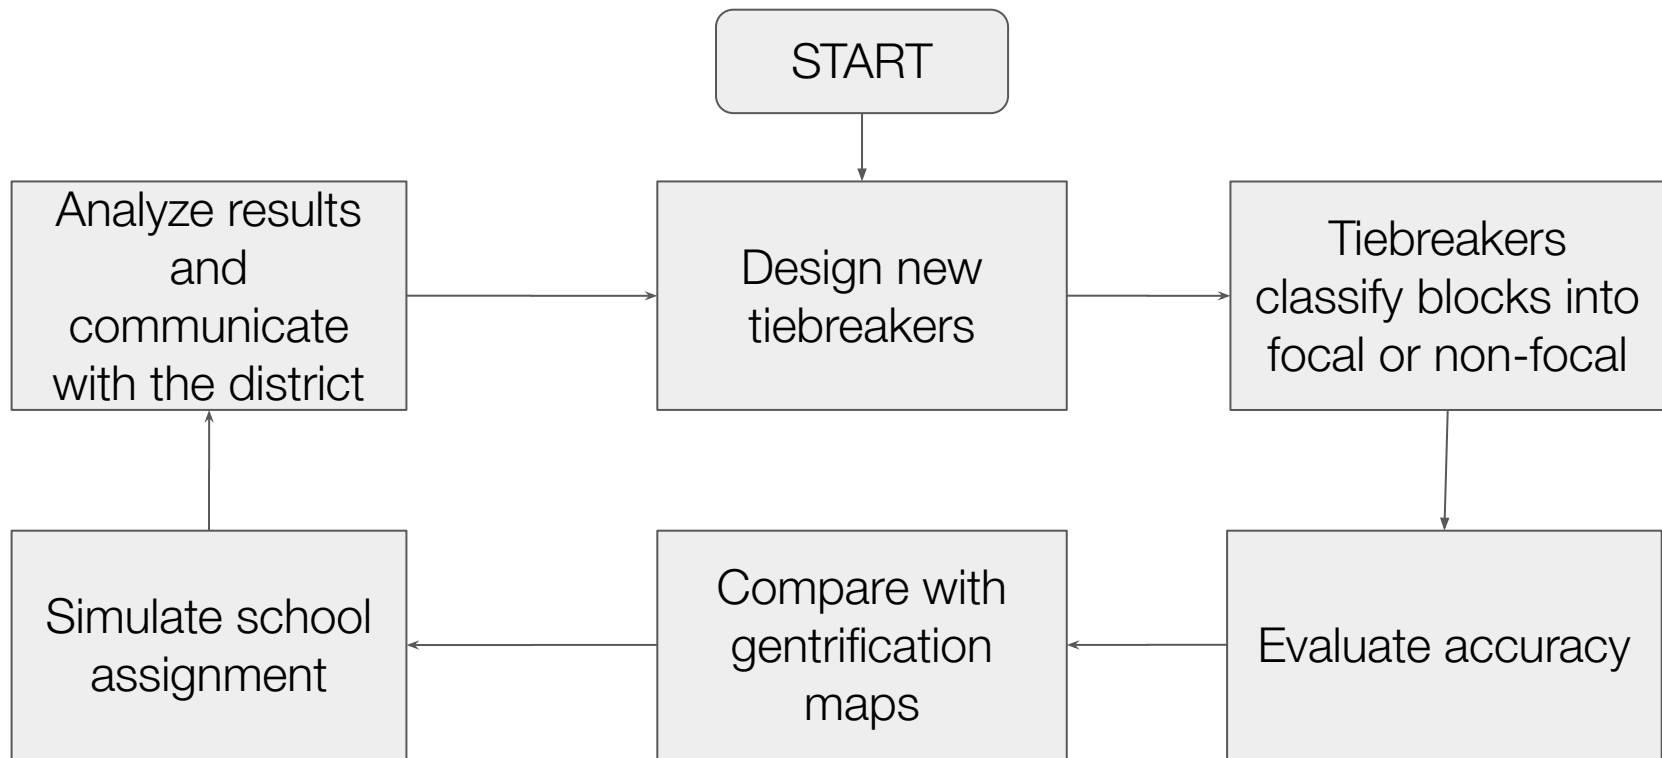 START
Analyze results
and
communicate
with the district
Design new
tiebreakers
Tiebreakers
classify blocks into
focal or non-focal
Simulate school
assignment
Compare with
gentrification
maps
Evaluate accuracy